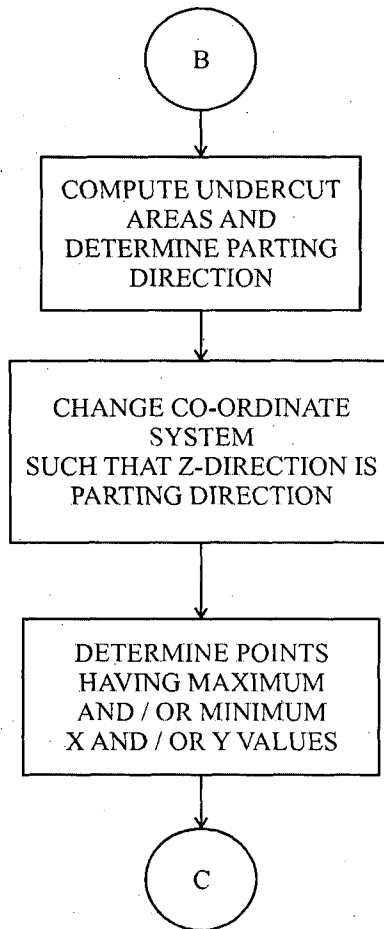 B
COMPUTE UNDERCUT
AREAS AND
DETERMINE PARTING
DIRECTION
CHANGE CO-ORDINATE
SYSTEM
SUCH THAT Z-DIRECTION IS
PARTING DIRECTION
DETERMINE POINTS
HAVING MAXIMUM
AND / OR MINIMUM
X AND / OR Y VALUES
C